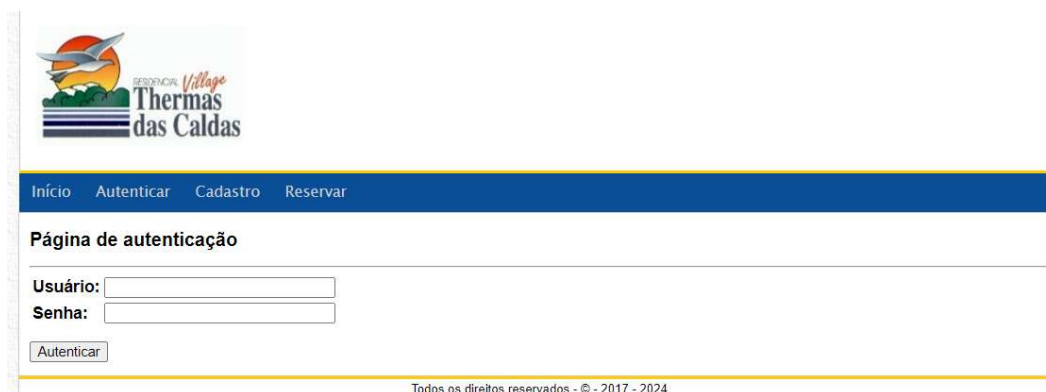 RESIDENCIAL Village
Thermas
das Caldas
Início Autenticar Cadastro Reservar
Página de autenticação
Usuário:
Senha:
Autenticar
Todos os direitos reservados - © - 2017 - 2024